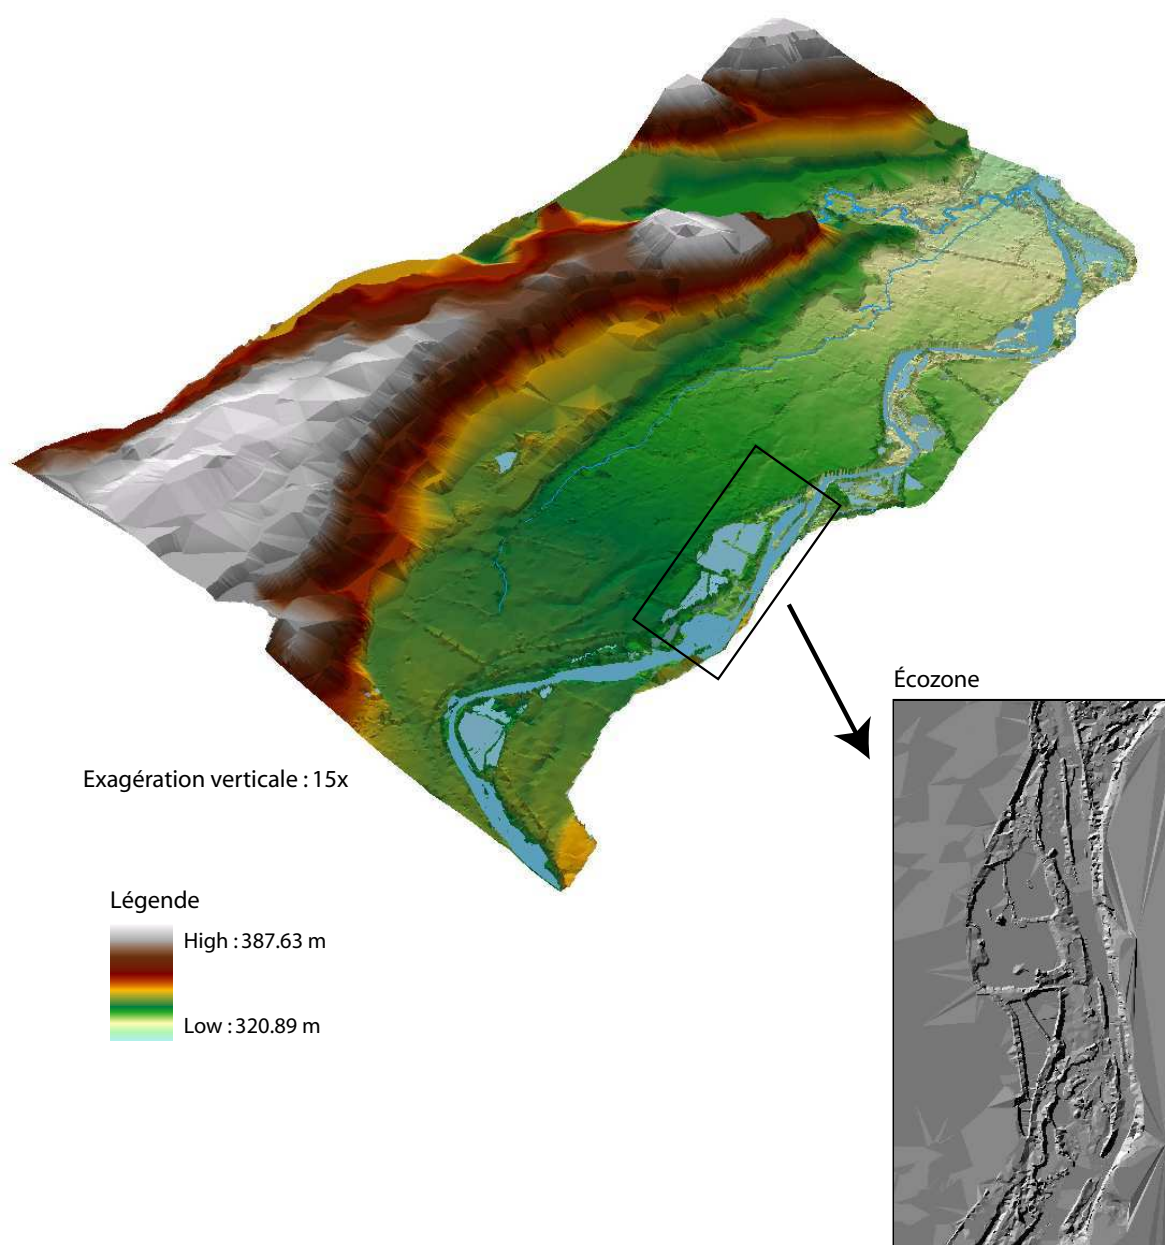 Écozone
Exagération verticale : 15x
Légende
High : 387.63 m
Low : 320.89 m